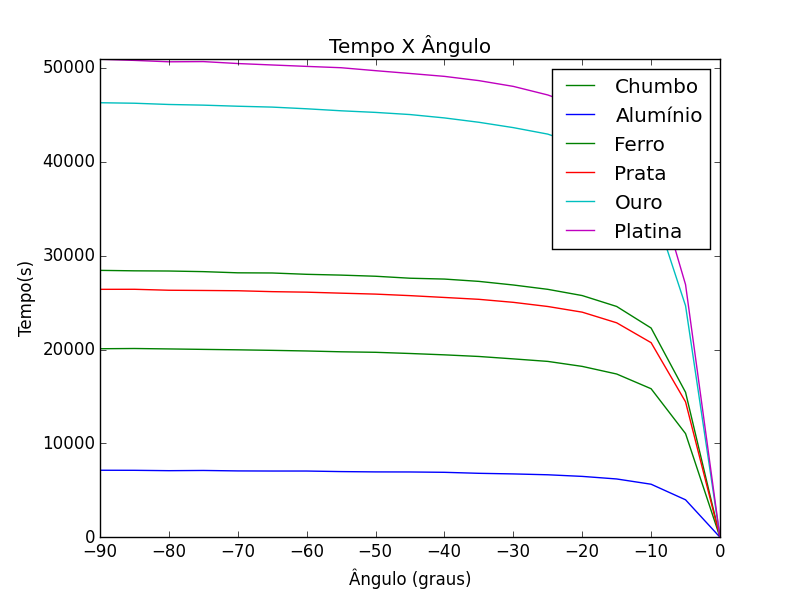 Tempo X Ângulo
50000
40000
30000
20000
10000
0
Tempo(s)
Chumbo
Alumínio
Ferro
Prata
Ouro
Platina
−90 −80 −70 −60 −50 −40 −30 −20 −10 0
Ângulo (graus)